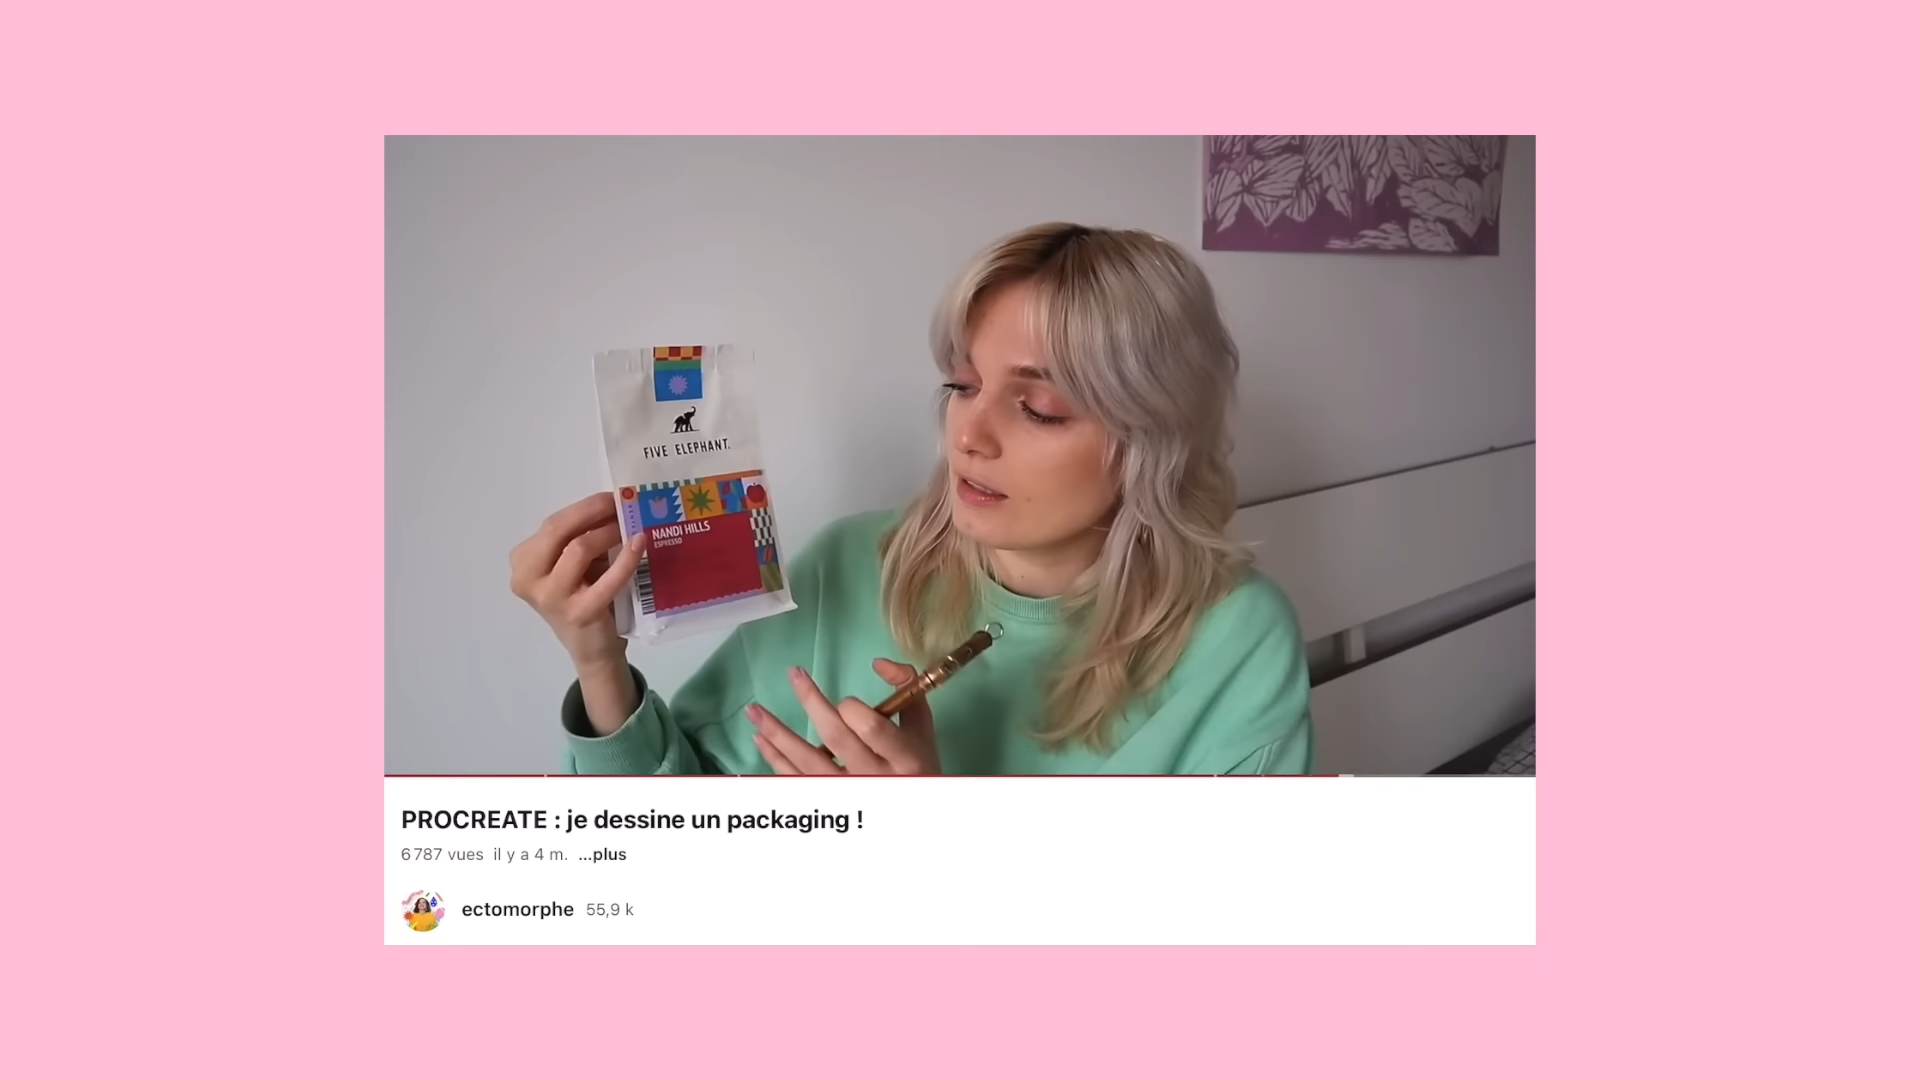 FIVE ELEPHANT.
NANDI HILLS
ESPRESSO
PROCREATE : je dessine un packaging !
6 787 vues il y a 4 m. ...plus
ectomorphe 55,9 k